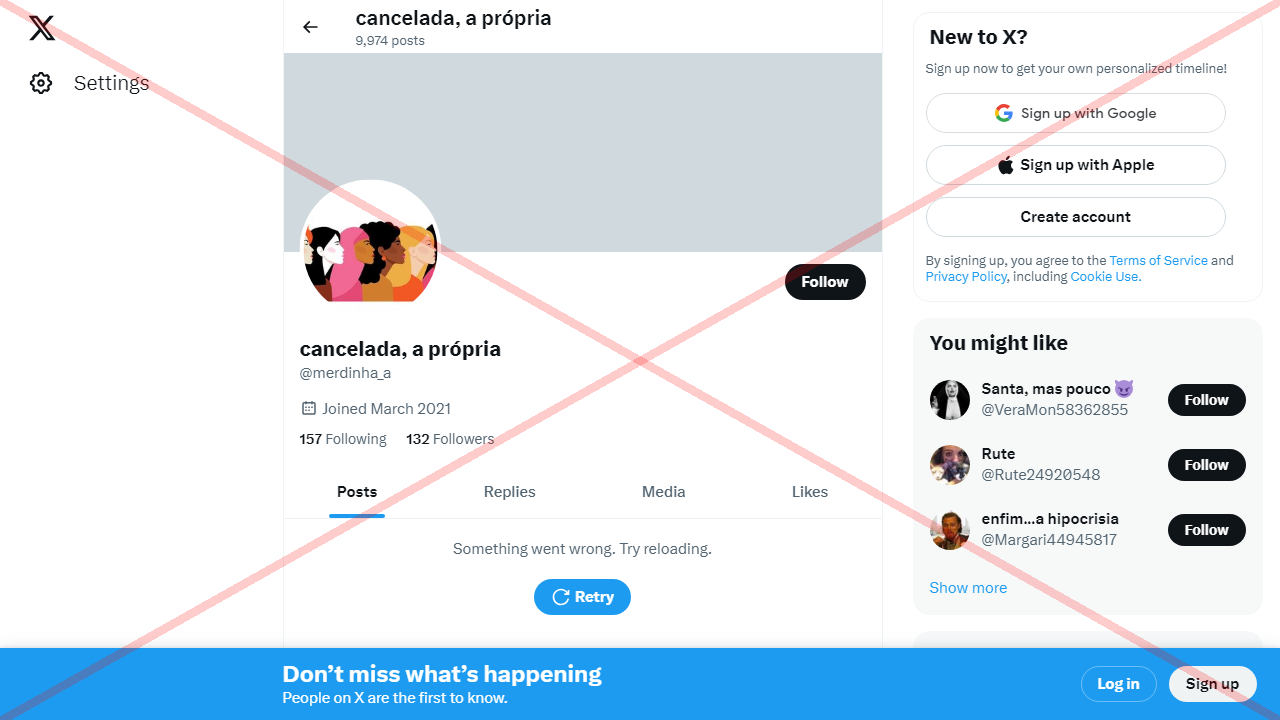 cancelada, a própria
9,974 posts
Settings
Follow
cancelada, a própria
@merdinha_a
Joined March 2021
157 Following 132 Followers
Posts Replies Media Likes
Something went wrong. Try reloading.
Retry
New to X?
Sign up now to get your own personalized timeline!
Sign up with Google
Sign up with Apple
Create account
By signing up, you agree to the Terms of Service and
Privacy Policy, including Cookie Use.
You might like
Santa, mas pouco 😈
@VeraMon58362855
Follow
Rute
@Rute24920548
Follow
enfim...a hipocrisia
@Margari44945817
Follow
Show more
Don’t miss what’s happening
People on X are the first to know.
Log in
Sign up